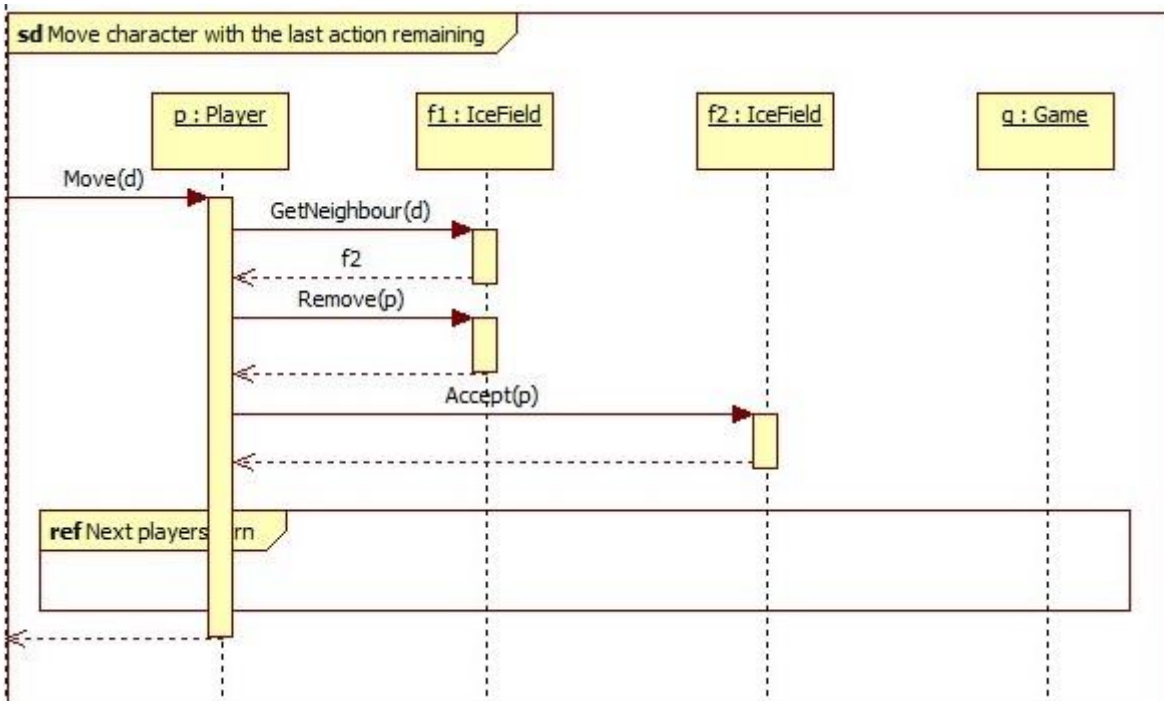 sd Move character with the last action remaining
p : Player
f1 : IceField
f2 : IceField
g : Game
Move(d)
GetNeighbour(d)
f2
Remove(p)
Accept(p)
ref Next players rn